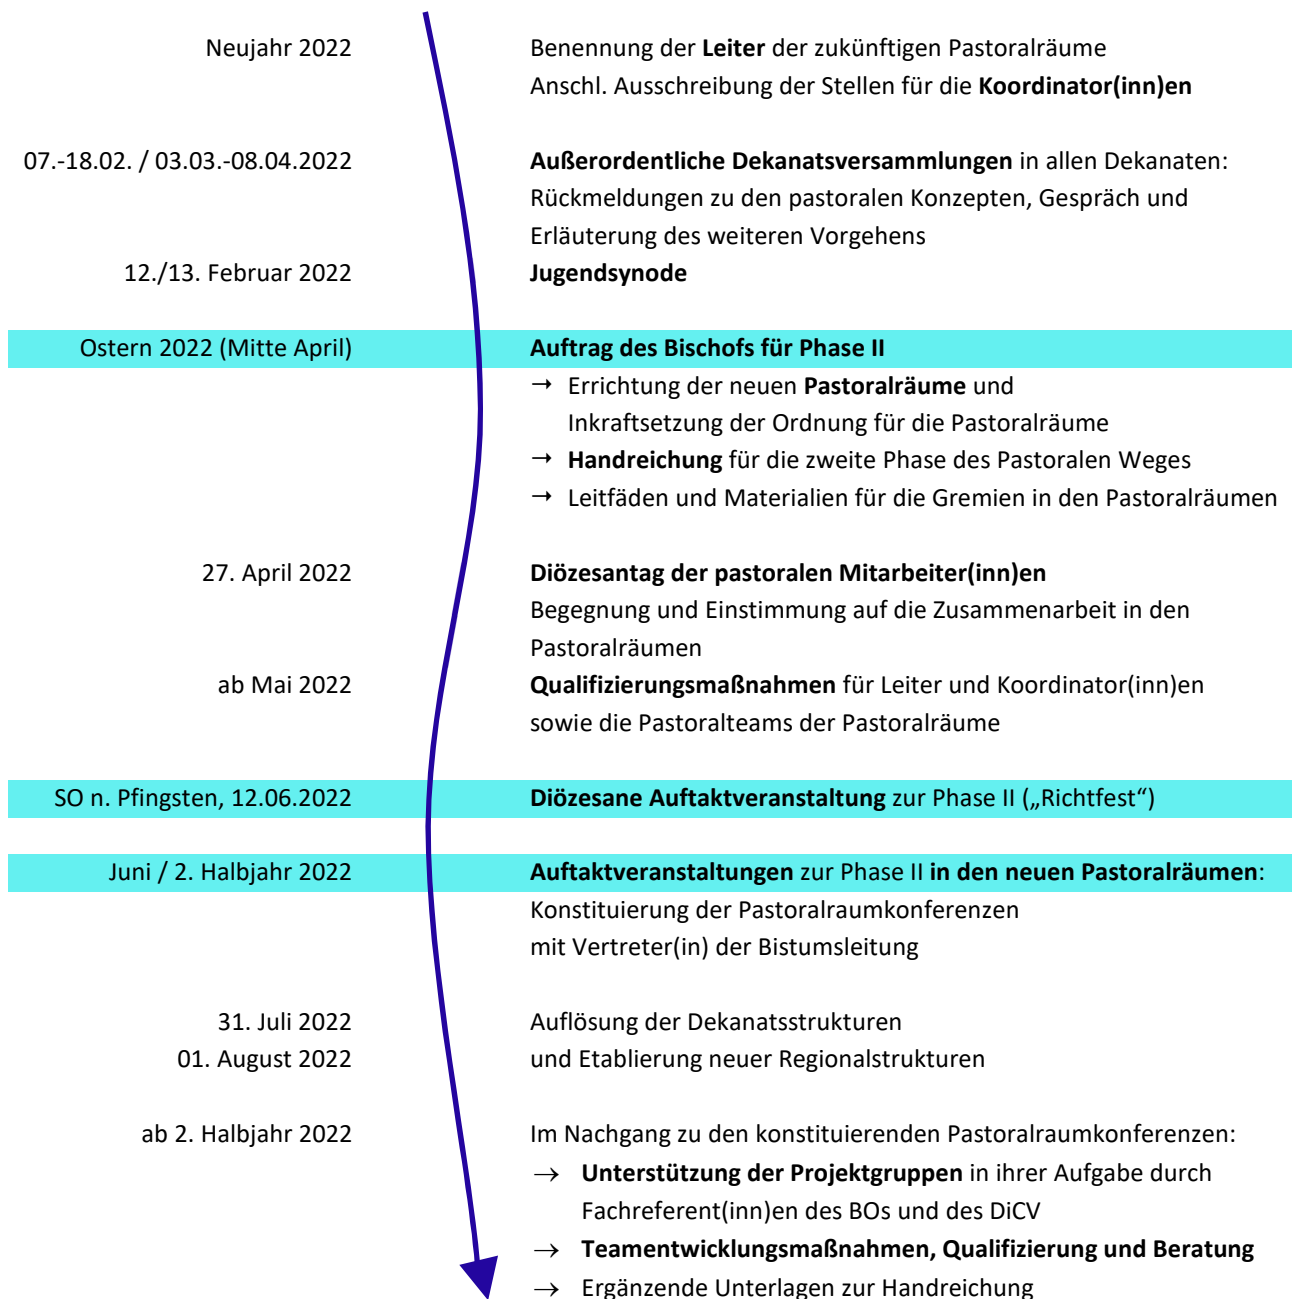 Neujahr 2022 Benennung der Leiter der zukünftigen Pastoralräume
Anschl. Ausschreibung der Stellen für die Koordinator(inn)en
07.-18.02. / 03.03.-08.04.2022 Außerordentliche Dekanatsversammlungen in allen Dekanaten:
Rückmeldungen zu den pastoralen Konzepten, Gespräch und
Erläuterung des weiteren Vorgehens
12./13. Februar 2022 Jugendsynode
Ostern 2022 (Mitte April) Auftrag des Bischofs für Phase II
→ Errichtung der neuen Pastoralräume und
Inkraftsetzung der Ordnung für die Pastoralräume
→ Handreichung für die zweite Phase des Pastoralen Weges
→ Leitfäden und Materialien für die Gremien in den Pastoralräumen
27. April 2022 Diözesantag der pastoralen Mitarbeiter(inn)en
Begegnung und Einstimmung auf die Zusammenarbeit in den
Pastoralräumen
ab Mai 2022 Qualifizierungsmaßnahmen für Leiter und Koordinator(inn)en
sowie die Pastoralteams der Pastoralräume
SO n. Pfingsten, 12.06.2022 Diözesane Auftaktveranstaltung zur Phase II („Richtfest“)
Juni / 2. Halbjahr 2022 Auftaktveranstaltungen zur Phase II in den neuen Pastoralräumen:
Konstituierung der Pastoralraumkonferenzen
mit Vertreter(in) der Bistumsleitung
31. Juli 2022 Auflösung der Dekanatsstrukturen
01. August 2022 und Etablierung neuer Regionalstrukturen
ab 2. Halbjahr 2022 Im Nachgang zu den konstituierenden Pastoralraumkonferenzen:
→ Unterstützung der Projektgruppen in ihrer Aufgabe durch
Fachreferent(inn)en des BOs und des DiCV
→ Teamentwicklungsmaßnahmen, Qualifizierung und Beratung
→ Ergänzende Unterlagen zur Handreichung